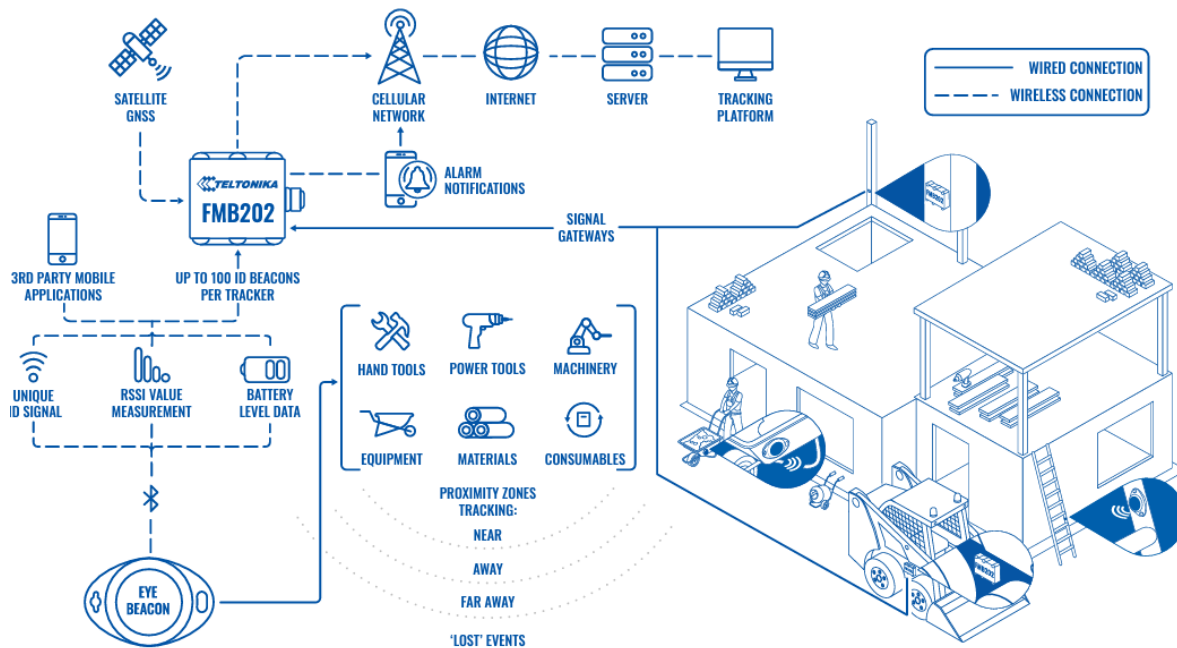 SATELLITE
GNSS
CELLULAR
NETWORK
INTERNET
SERVER
TRACKING
PLATFORM
WIRED CONNECTION
WIRELESS CONNECTION
TELTONIKA
FMB202
ALARM
NOTIFICATIONS
SIGNAL
GATEWAYS
FMB202
3RD PARTY MOBILE
APPLICATIONS
UP TO 100 ID BEACONS
PER TRACKER
UNIQUE
ID SIGNAL
RSSI VALUE
MEASUREMENT
BATTERY
LEVEL DATA
HAND TOOLS
POWER TOOLS
MACHINERY
EQUIPMENT
MATERIALS
CONSUMABLES
PROXIMITY ZONES
TRACKING:
NEAR
AWAY
FAR AWAY
'LOST' EVENTS
EYE
BEACON
FMB202